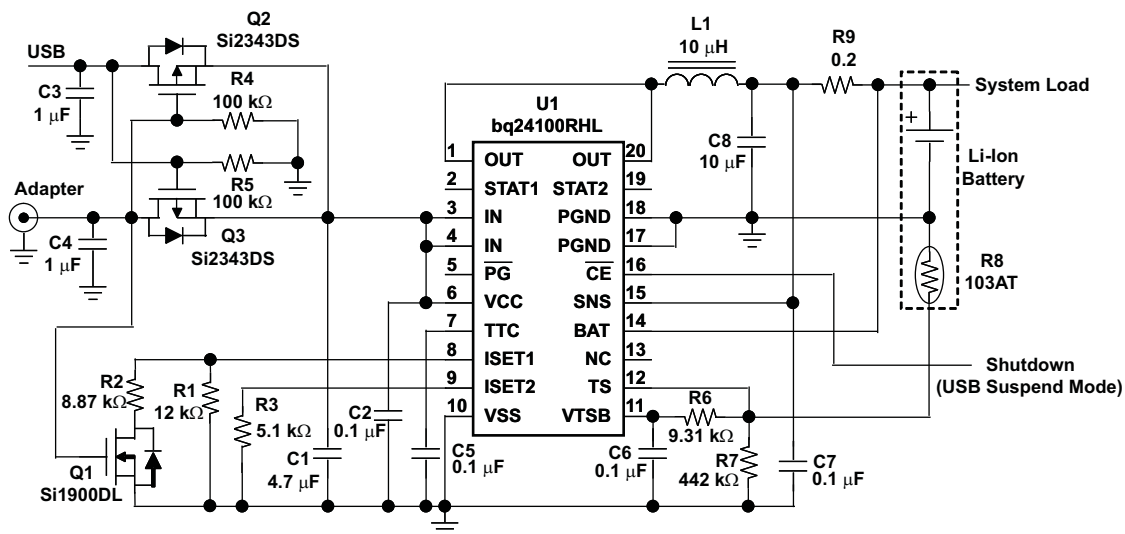 Q2
Si2343DS
USB
C3
1 μF
R4
100 kΩ
R5
100 kΩ
Adapter
C4
1 μF
Q3
Si2343DS
L1
10 μH
R9
0.2
System Load
C8
10 μF
+
Li-Ion
Battery
R8
103AT
U1
bq24100RHL
1 OUT OUT 20
2 STAT1 STAT2 19
3 IN PGND 18
4 IN PGND 17
5 PG CE 16
6 VCC SNS 15
7 TTC BAT 14
8 ISET1 NC 13
9 ISET2 TS 12
10 VSS VTSB 11
Shutdown
(USB Suspend Mode)
R2
8.87 kΩ
R1
12 kΩ
R3
5.1 kΩ
C2
0.1 μF
C1
4.7 μF
C5
0.1 μF
Q1
Si1900DL
R6
9.31 kΩ
C6
0.1 μF
R7
442 kΩ
C7
0.1 μF